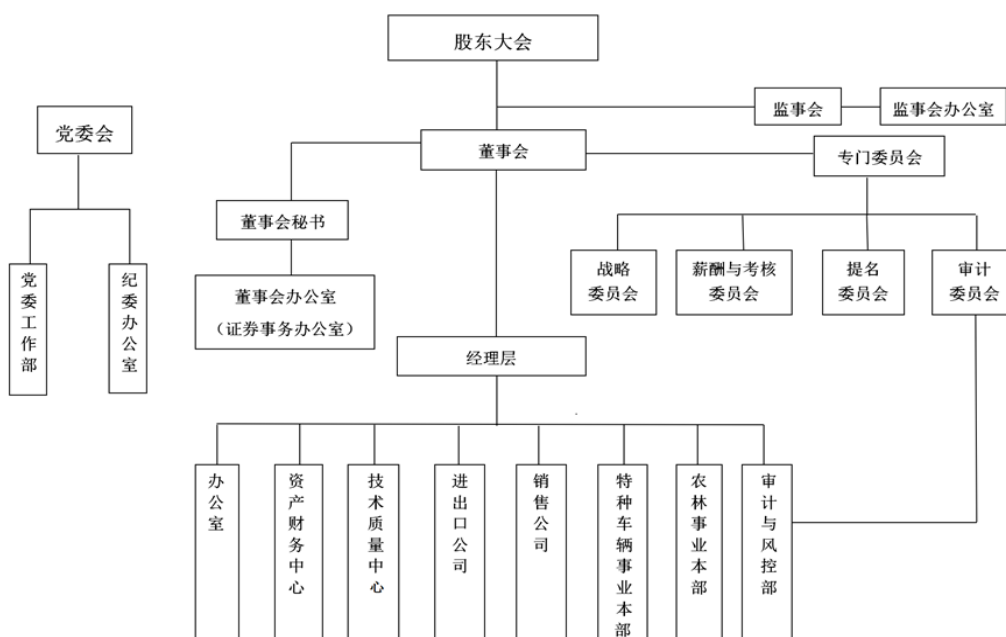 股东大会
监事会
监事会办公室
党委会
董事会
专门委员会
董事会秘书
战略
委员会
薪酬与考核
委员会
提名
委员会
审计
委员会
党委工作部
纪委办公室
董事会办公室
（证券事务办公室）
经理层
办公室
资产财务中心
技术质量中心
进出口公司
销售公司
特种车辆事业本部
农林事业本部
审计与风控部